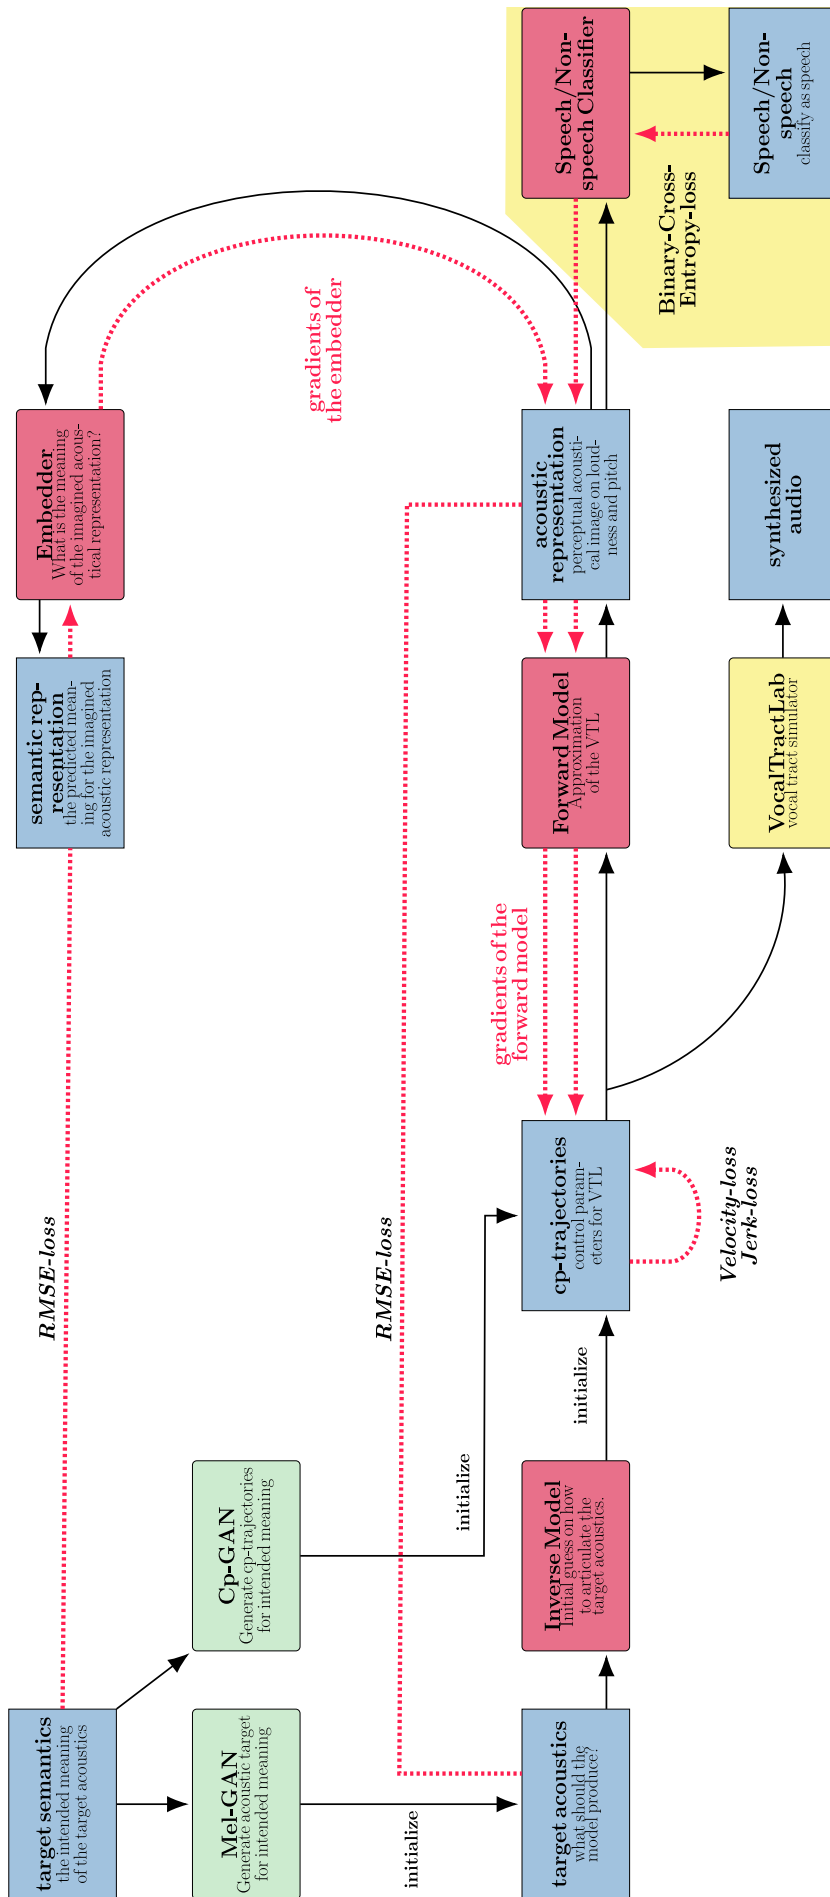 target semantics
the intended meaning
of the target acoustics
RMSE-loss
semantic rep-
resentation
the predicted mean-
ing for the imagined
acoustic representation
Embedder
What is the meaning
of the imagined acous-
tical representation?
Mel-GAN
Generate acoustic target
for intended meaning
Cp-GAN
Generate cp-trajectories
for intended meaning
gradients of
the embedder
initialize
initialize
RMSE-loss
target acoustics
what should the
model produce?
Inverse Model
Initial guess on how
to articulate the
target acoustics.
initialize
cp-trajectories
control param-
eters for VTL
gradients of the
forward model
Forward Model
Approximation
of the VTL
acoustic
representation
perceptual acousti-
cal image on loud-
ness and pitch
Speech/Non-
speech Classifier
Velocity-loss
Jerk-loss
Binary-Cross-
Entropy-loss
VocalTractLab
vocal tract simulator
synthesized
audio
Speech/Non-
speech
classify as speech